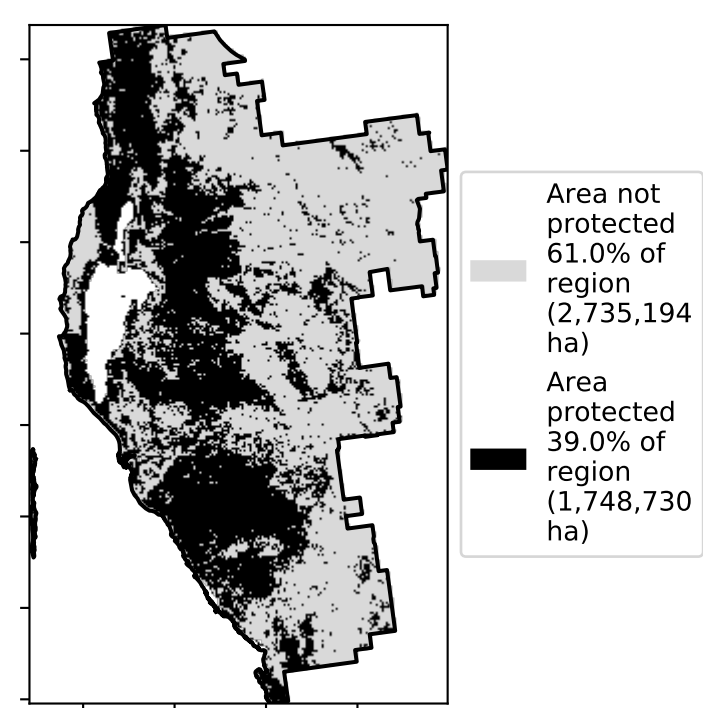 Area not
protected
61.0% of
region
(2,735,194
ha)
Area
protected
39.0% of
region
(1,748,730
ha)